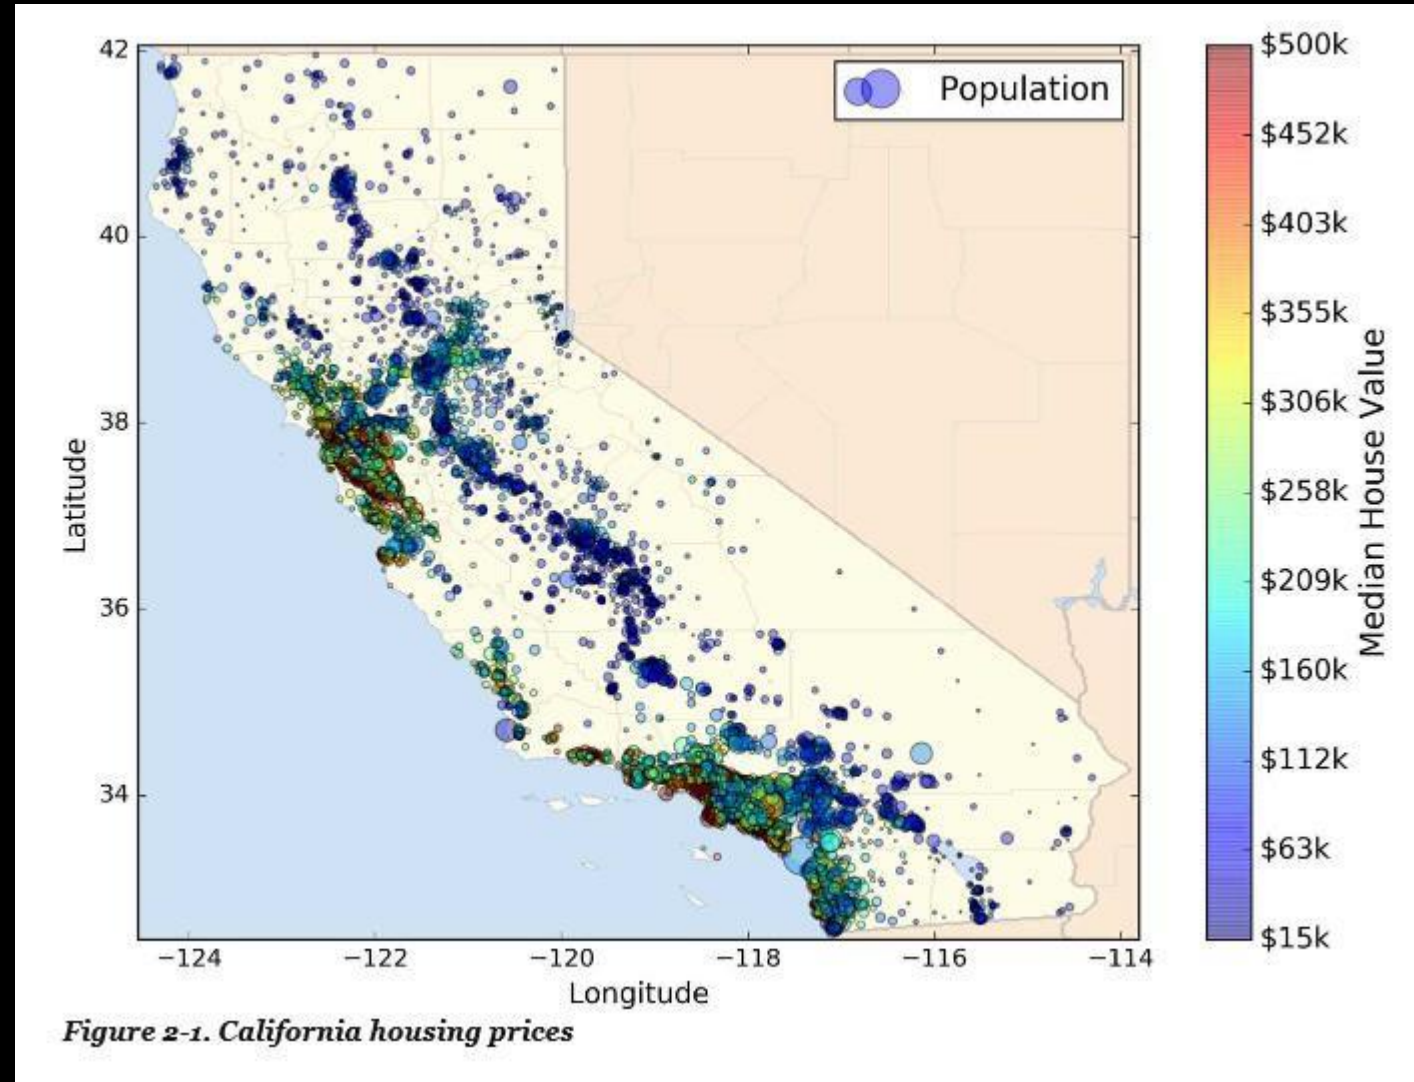 Population
42
40
38
36
34
Latitude
−124
−122
−120
−118
−116
−114
Longitude
$500k
$452k
$403k
$355k
$306k
$258k
$209k
$160k
$112k
$63k
$15k
Median House Value
Figure 2-1. California housing prices